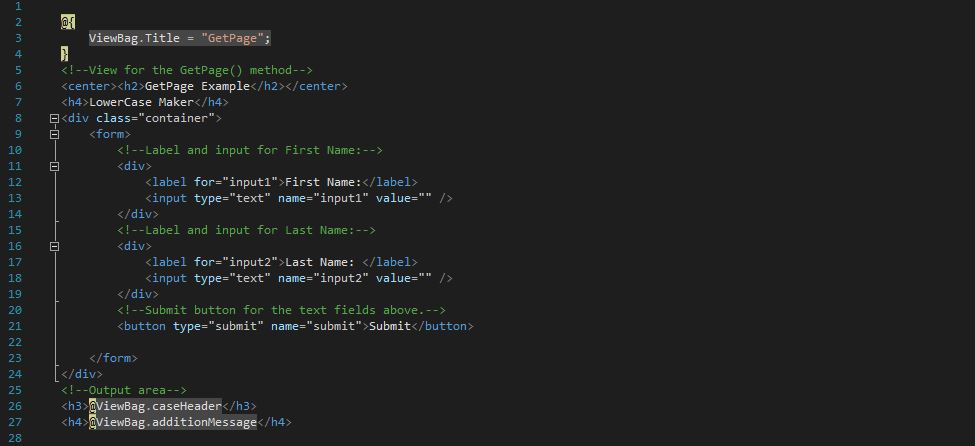 1
2 @{
3 ViewBag.Title = "GetPage";
4 }
5 <!--View for the GetPage() method-->
6 <center><h2>GetPage Example</h2></center>
7 <h4>LowerCase Maker</h4>
8 <div class="container">
9 <form>
10 <!--Label and input for First Name:-->
11 <div>
12 <label for="input1">First Name:</label>
13 <input type="text" name="input1" value="" />
14 </div>
15 <!--Label and input for Last Name:-->
16 <div>
17 <label for="input2">Last Name: </label>
18 <input type="text" name="input2" value="" />
19 </div>
20 <!--Submit button for the text fields above.-->
21 <button type="submit" name="submit">Submit</button>
22
23 </form>
24 </div>
25 <!--Output area-->
26 <h3>@ViewBag.caseHeader</h3>
27 <h4>@ViewBag.additionMessage</h4>
28